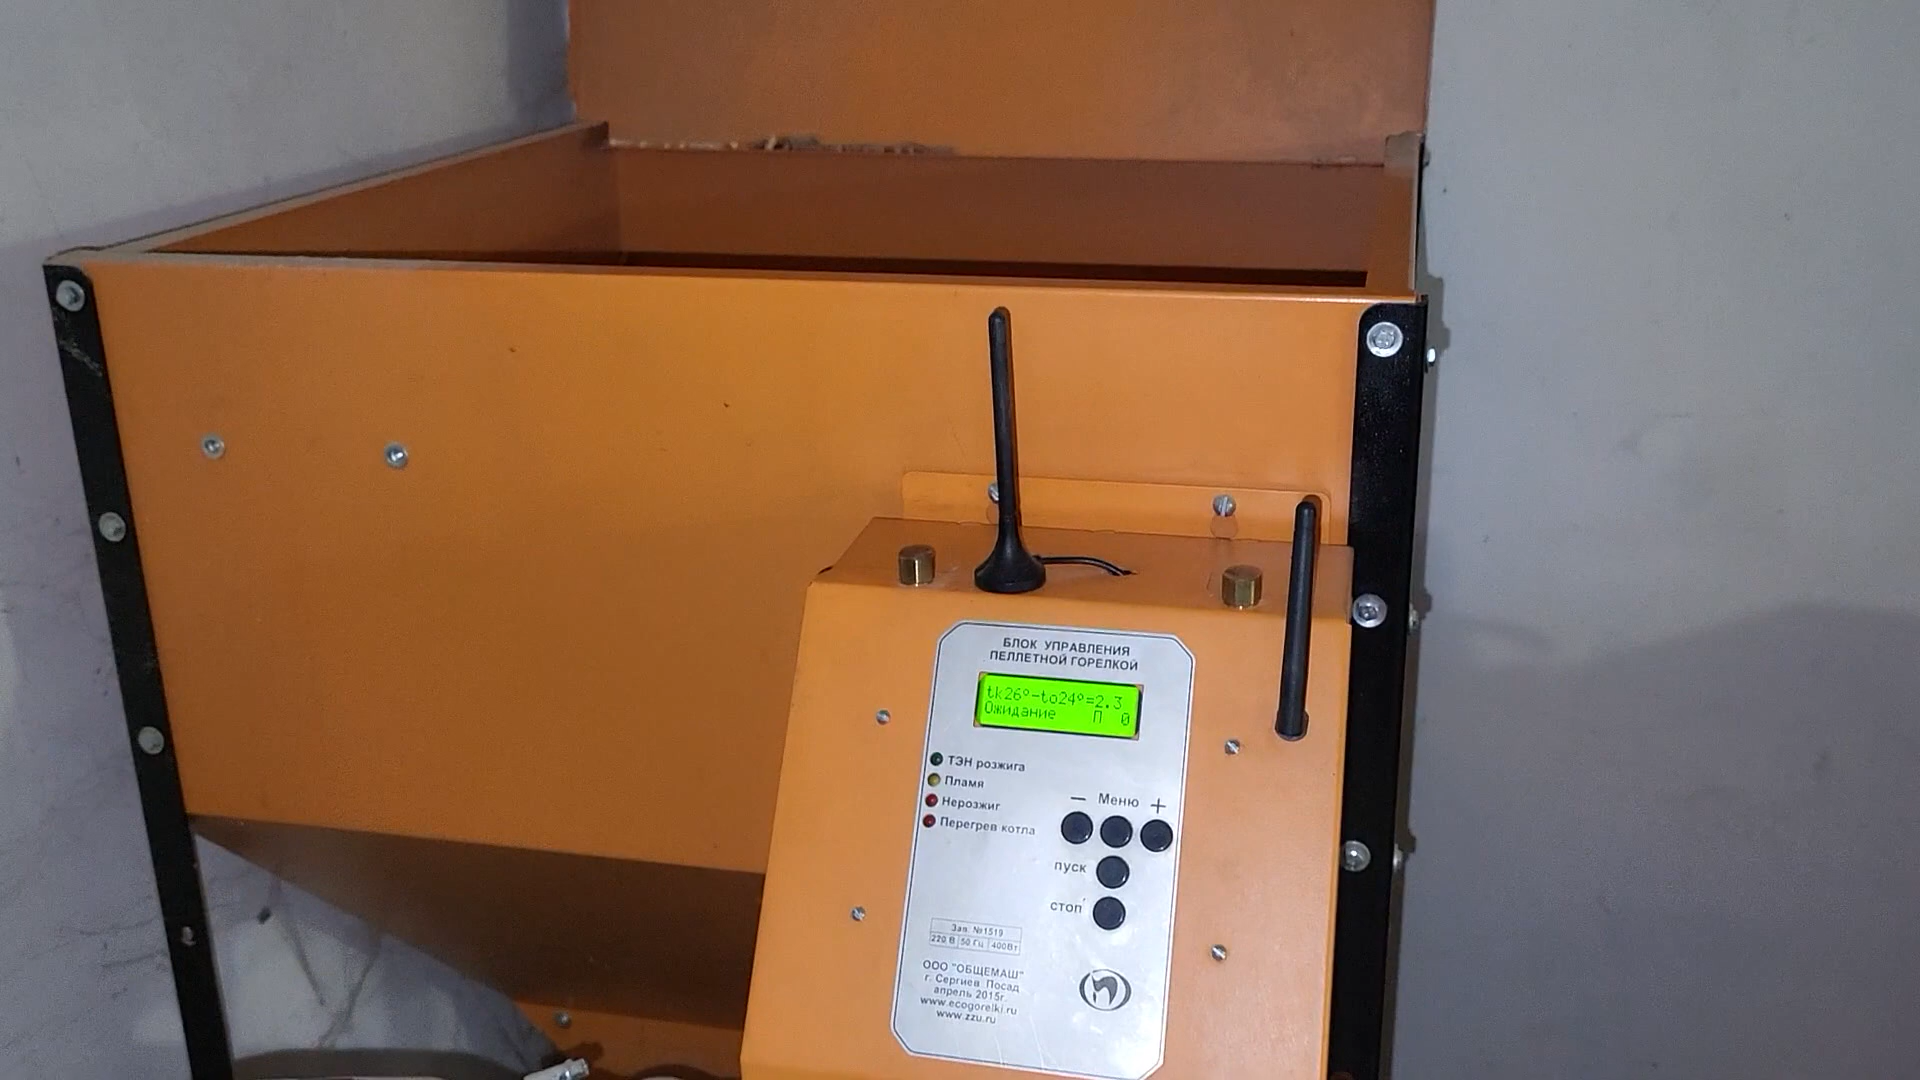 БЛОК УПРАВЛЕНИЯ
ПЕЛЛЕТНОЙ ГОРЕЛКОЙ
tk26°-to24°=2.3
Ожидание П 0
ТЭН розжига
Пламя
Нерозжиг
Перегрев котла
— Меню +
пуск
стоп
Зав. №1519
220 В 50 Гц 400Вт
ООО "ОБЩЕМАШ"
г. Сергиев Посад
апрель 2015г.
www.ecogorelki.ru
www.zzu.ru